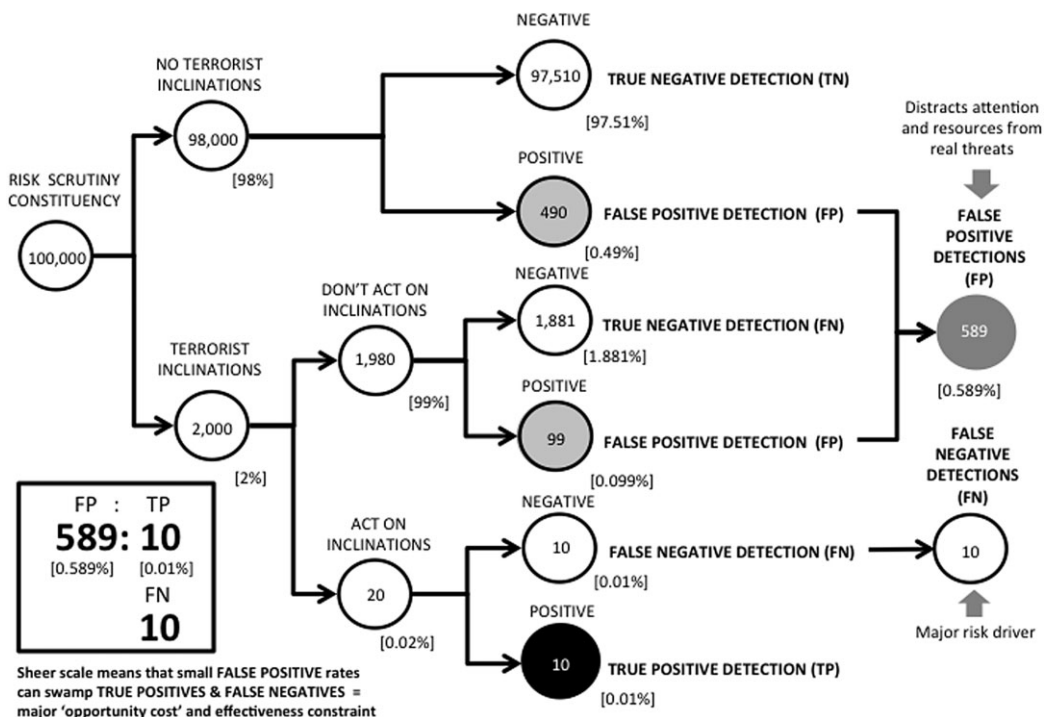 RISK SCRUTINY
CONSTITUENCY
100,000
NO TERRORIST
INCLINATIONS
98,000
[98%]
TERRORIST
INCLINATIONS
2,000
[2%]
DON'T ACT ON
INCLINATIONS
1,980
[99%]
ACT ON
INCLINATIONS
20
[0.02%]
NEGATIVE
97,510
TRUE NEGATIVE DETECTION (TN)
[97.51%]
POSITIVE
490
FALSE POSITIVE DETECTION (FP)
[0.49%]
NEGATIVE
1,881
TRUE NEGATIVE DETECTION (FN)
[1.881%]
POSITIVE
99
FALSE POSITIVE DETECTION (FP)
[0.099%]
NEGATIVE
10
FALSE NEGATIVE DETECTION (FN)
[0.01%]
POSITIVE
10
TRUE POSITIVE DETECTION (TP)
[0.01%]
Distracts attention
and resources from
real threats
FALSE
POSITIVE
DETECTIONS
(FP)
589
[0.589%]
FALSE
NEGATIVE
DETECTIONS
(FN)
10
Major risk driver
FP : TP
589: 10
[0.589%] [0.01%]
FN
10
Sheer scale means that small FALSE POSITIVE rates
can swamp TRUE POSITIVES & FALSE NEGATIVES =
major 'opportunity cost' and effectiveness constraint